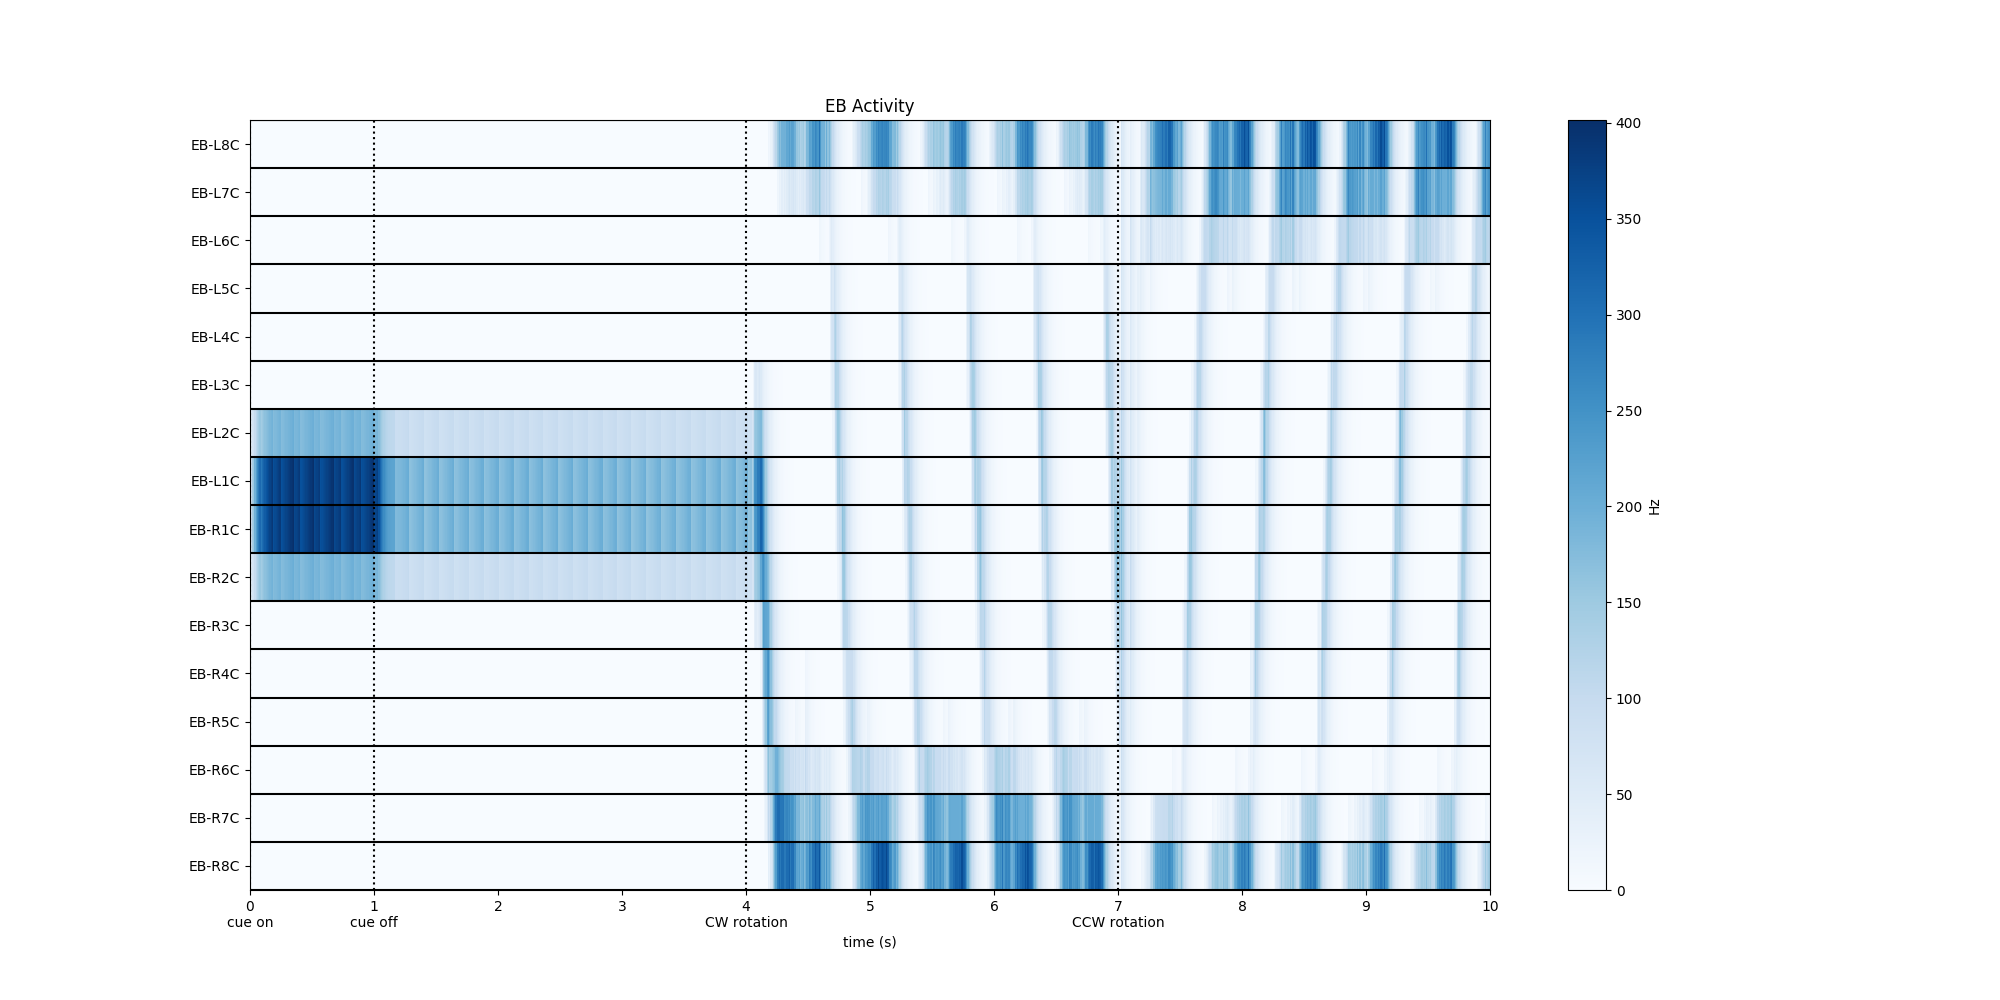 EB Activity
EB-L8C
EB-L7C
EB-L6C
EB-L5C
EB-L4C
EB-L3C
EB-L2C
EB-L1C
EB-R1C
EB-R2C
EB-R3C
EB-R4C
EB-R5C
EB-R6C
EB-R7C
EB-R8C
0 1 2 3 4 5 6 7 8 9 10
cue on cue off CW rotation CCW rotation
time (s)
400
350
300
250
200
150
100
50
0
Hz